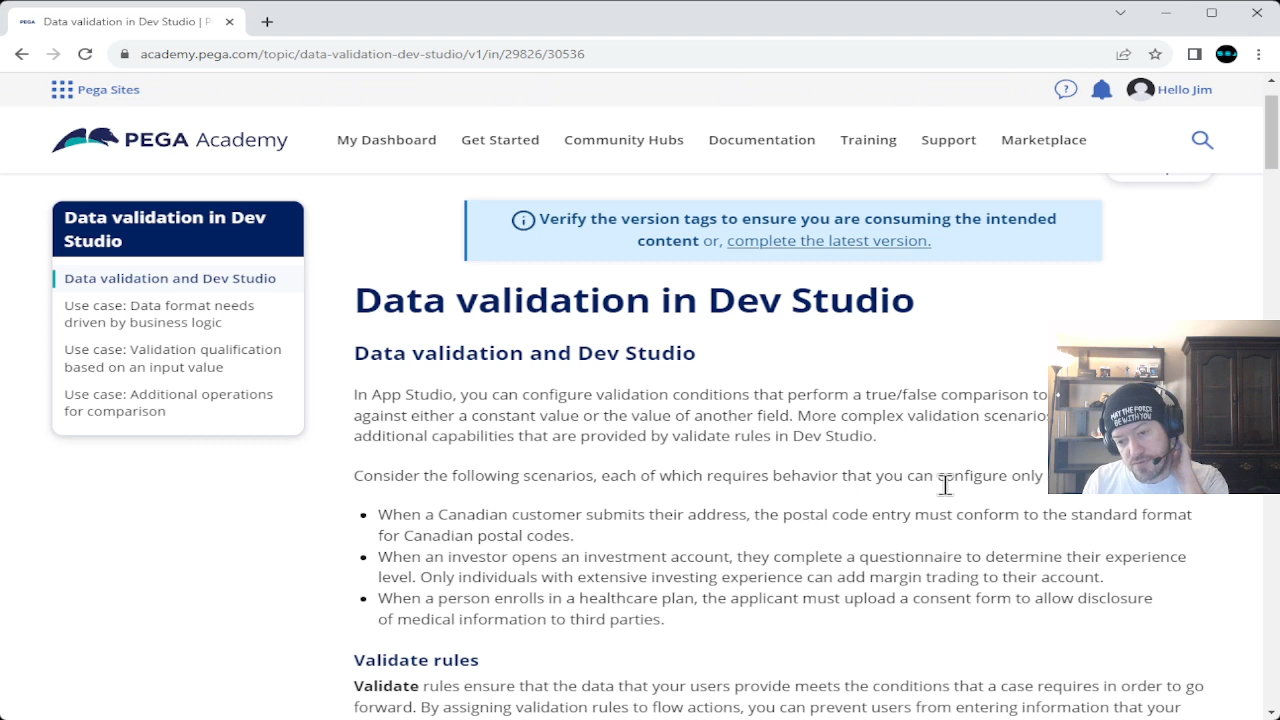 Data validation in Dev Studio | P
academy.pega.com/topic/data-validation-dev-studio/v1/in/29826/30536
Pega Sites
Hello Jim
PEGA Academy
My Dashboard
Get Started
Community Hubs
Documentation
Training
Support
Marketplace
Data validation in Dev
Studio
Data validation and Dev Studio
Use case: Data format needs
driven by business logic
Use case: Validation qualification
based on an input value
Use case: Additional operations
for comparison
Verify the version tags to ensure you are consuming the intended
content or, complete the latest version.
Data validation in Dev Studio
Data validation and Dev Studio
In App Studio, you can configure validation conditions that perform a true/false comparison to
against either a constant value or the value of another field. More complex validation scenarios
additional capabilities that are provided by validate rules in Dev Studio.
Consider the following scenarios, each of which requires behavior that you can configure only
MAY THE FORCE
BE WITH YOU
When a Canadian customer submits their address, the postal code entry must conform to the standard format
for Canadian postal codes.
When an investor opens an investment account, they complete a questionnaire to determine their experience
level. Only individuals with extensive investing experience can add margin trading to their account.
When a person enrolls in a healthcare plan, the applicant must upload a consent form to allow disclosure
of medical information to third parties.
Validate rules
Validate rules ensure that the data that your users provide meets the conditions that a case requires in order to go
forward. By assigning validation rules to flow actions, you can prevent users from entering information that your